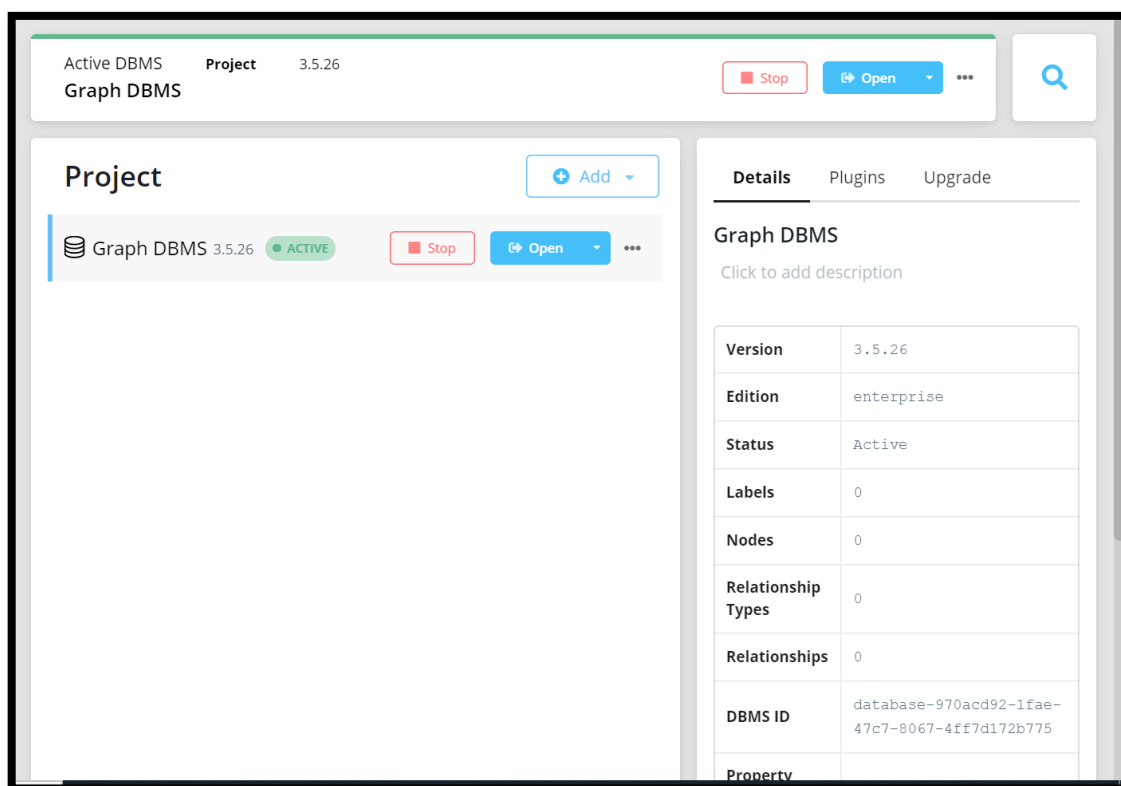 Active DBMS Project 3.5.26
Graph DBMS
Stop
Open
Project
Add
Graph DBMS 3.5.26 ACTIVE
Stop
Open
Details Plugins Upgrade
Graph DBMS
Click to add description
Version 3.5.26
Edition enterprise
Status Active
Labels 0
Nodes 0
Relationship
Types 0
Relationships 0
DBMS ID database-970acd92-1fae-
47c7-8067-4ff7d172b775
Property